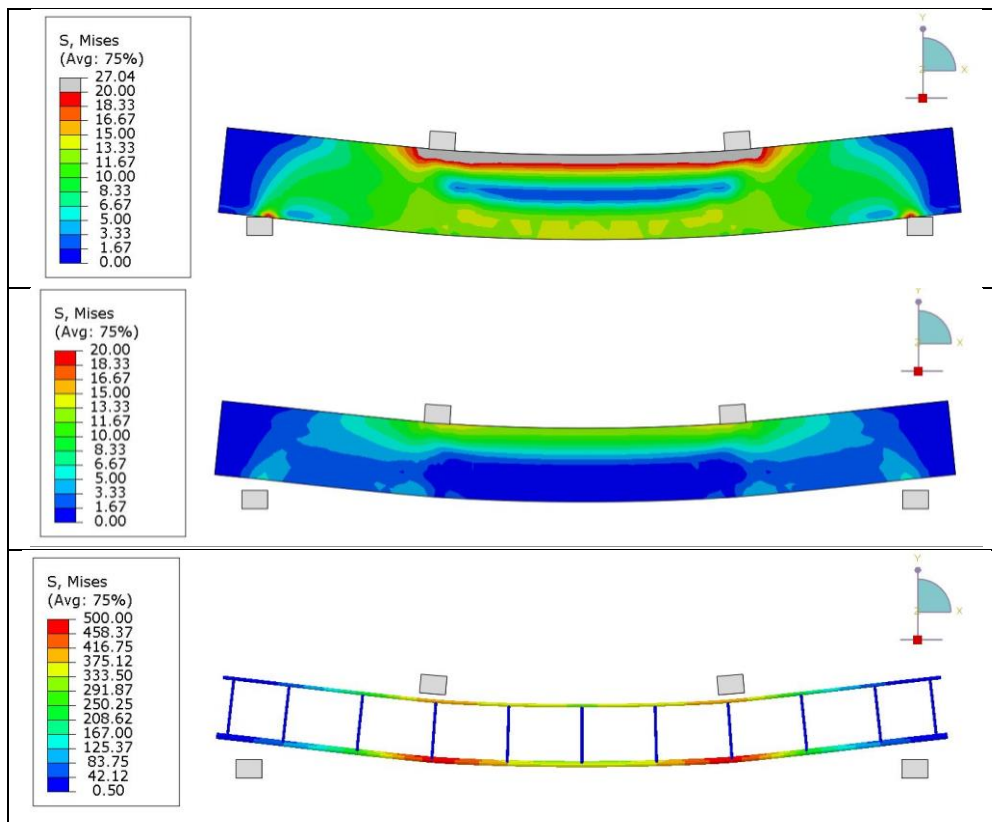 S, Mises
(Avg: 75%)
27.04
20.00
18.33
16.67
15.00
13.33
11.67
10.00
8.33
6.67
5.00
3.33
1.67
0.00
Y
Z
X
S, Mises
(Avg: 75%)
20.00
18.33
16.67
15.00
13.33
11.67
10.00
8.33
6.67
5.00
3.33
1.67
0.00
Y
Z
X
S, Mises
(Avg: 75%)
500.00
458.37
416.75
375.12
333.50
291.87
250.25
208.62
167.00
125.37
83.75
42.12
0.50
Y
Z
X